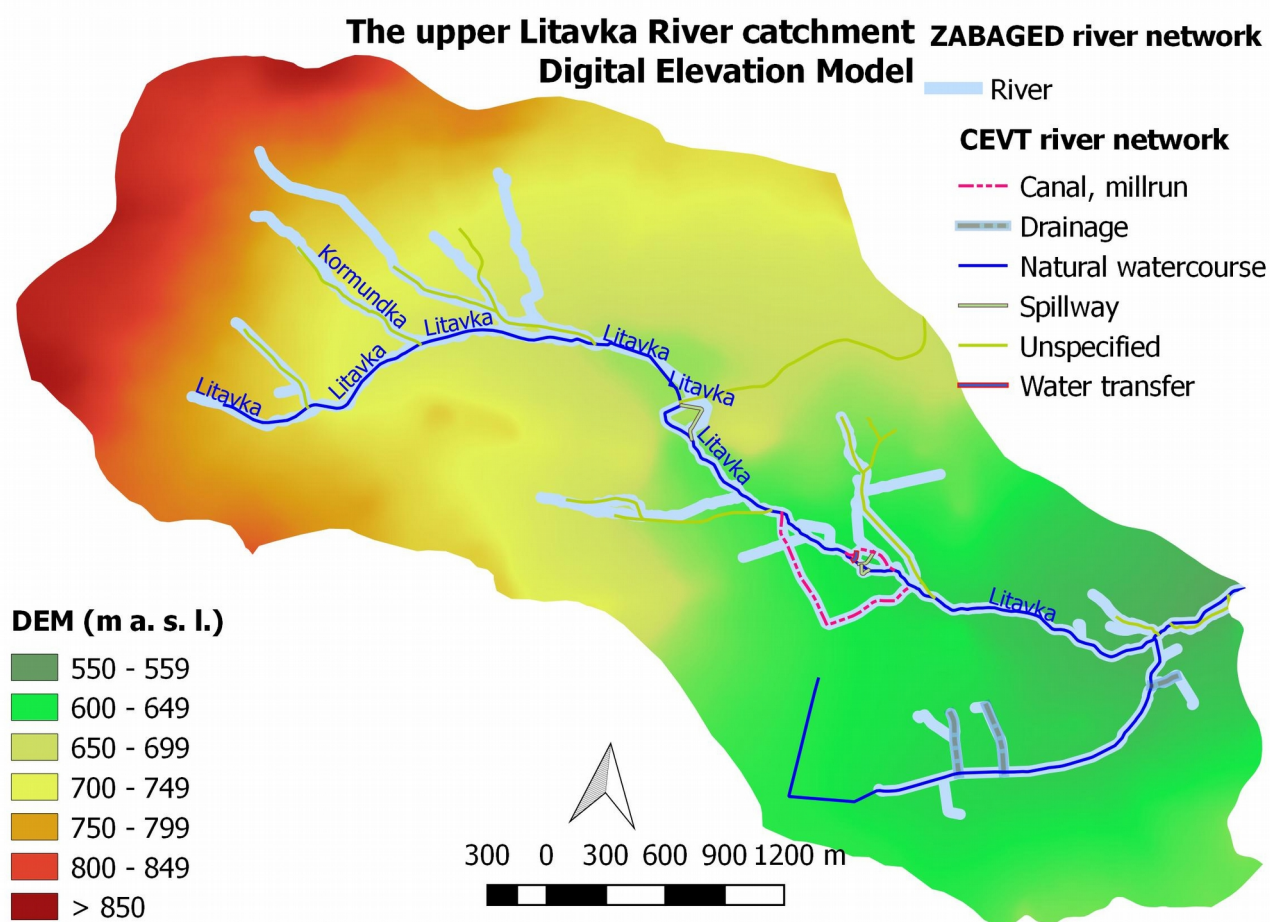 The upper Litavka River catchment
Digital Elevation Model
ZABAGED river network
River
CEVT river network
Canal, millrun
Drainage
Natural watercourse
Spillway
Unspecified
Water transfer
Kormundka
Litavka
Litavka
Litavka
Litavka
Litavka
Litavka
Litavka
DEM (m a. s. l.)
550 - 559
600 - 649
650 - 699
700 - 749
750 - 799
800 - 849
> 850
300 0 300 600 900 1200 m